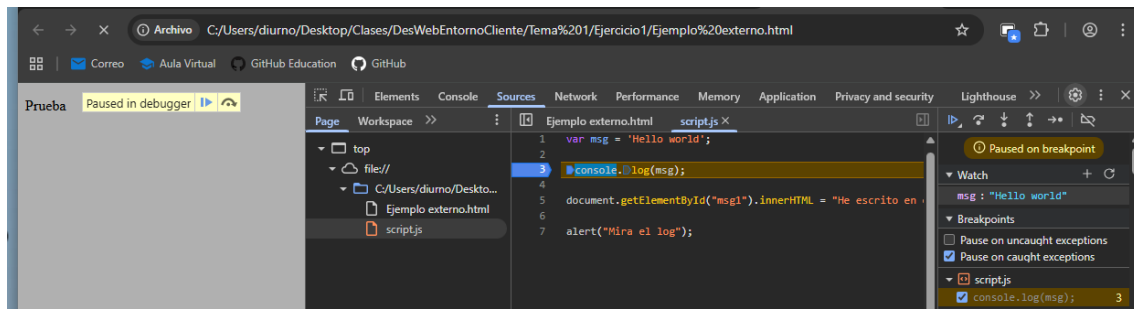 Archivo C:/Users/diurno/Desktop/Clases/DesWebEntornoCliente/Tema%201/Ejercicio1/Ejemplo%20externo.html
Correo Aula Virtual GitHub Education GitHub
Prueba Paused in debugger
Elements Console Sources Network Performance Memory Application Privacy and security Lighthouse
Page Workspace
top
file://
C:/Users/diurno/Deskto...
Ejemplo externo.html
script.js
Ejemplo externo.html script.js
1 var msg = 'Hello world';
2
3 console.log(msg);
4
5 document.getElementById("msg1").innerHTML = "He escrito en
6
7 alert("Mira el log");
Paused on breakpoint
Watch
msg: "Hello world"
Breakpoints
Pause on uncaught exceptions
Pause on caught exceptions
script.js
console.log(msg); 3